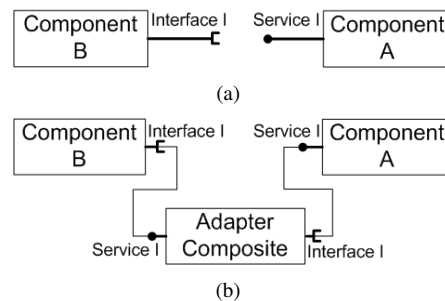 Component B
Interface I
Service I
Component A
(a)
Component B
Interface I
Service I
Component A
Adapter Composite
Service I
Interface I
(b)